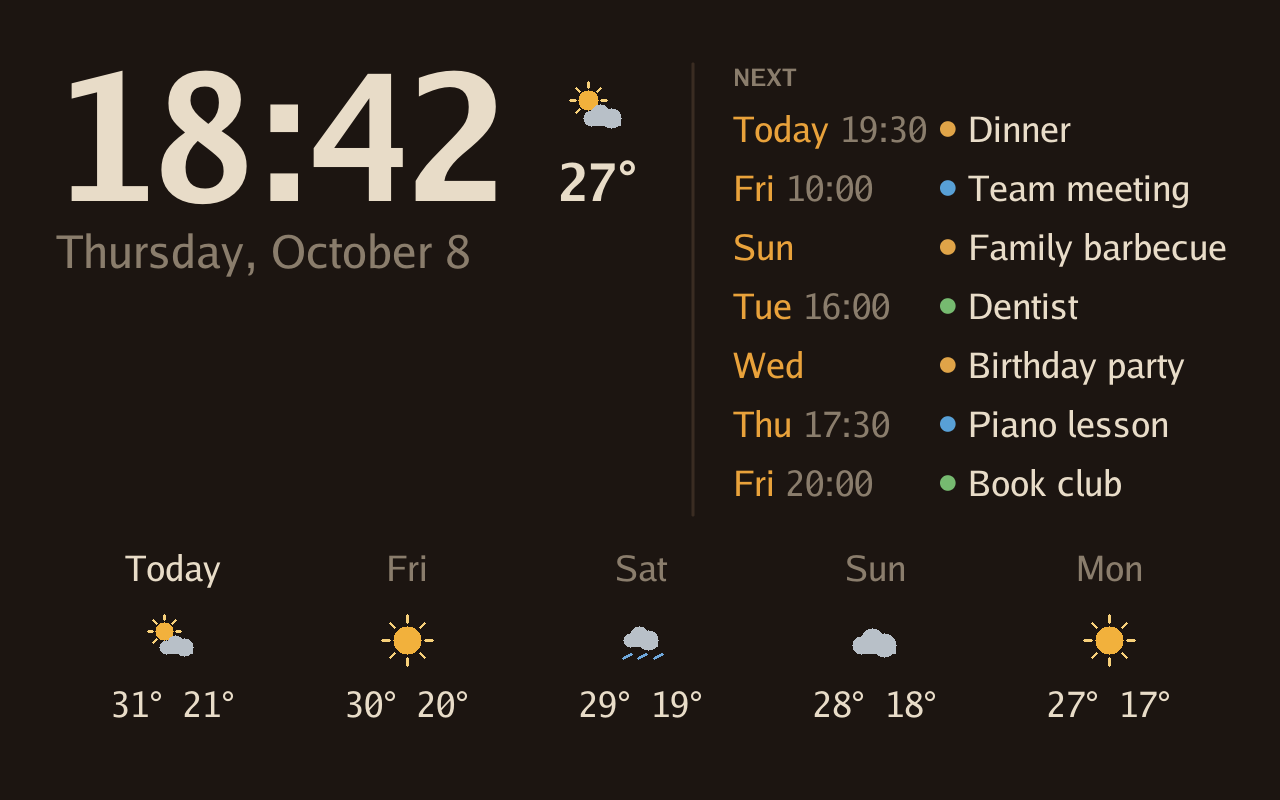 18:42
27°
Thursday, October 8
NEXT
Today 19:30 Dinner
Fri 10:00 Team meeting
Sun Family barbecue
Tue 16:00 Dentist
Wed Birthday party
Thu 17:30 Piano lesson
Fri 20:00 Book club
Today Fri Sat Sun Mon
31° 21° 30° 20° 29° 19° 28° 18° 27° 17°